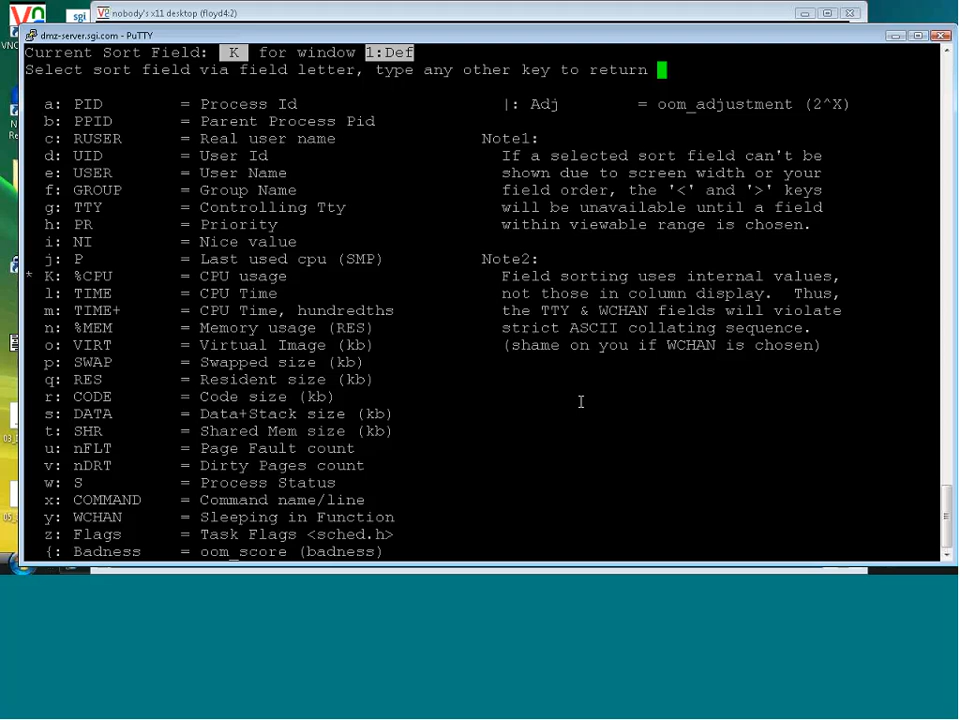 nobody's x11 desktop (floyd4:2)
sgi
dmz-server.sgi.com - PuTTY
Current Sort Field:  K  for window 1:Def
Select sort field via field letter, type any other key to return
a: PID        = Process Id
b: PPID       = Parent Process Pid
c: RUSER      = Real user name
d: UID        = User Id
e: USER       = User Name
f: GROUP      = Group Name
g: TTY        = Controlling Tty
h: PR         = Priority
i: NI         = Nice value
j: P          = Last used cpu (SMP)
* K: %CPU       = CPU usage
l: TIME       = CPU Time
m: TIME+      = CPU Time, hundredths
n: %MEM       = Memory usage (RES)
o: VIRT       = Virtual Image (kb)
p: SWAP       = Swapped size (kb)
q: RES        = Resident size (kb)
r: CODE       = Code size (kb)
s: DATA       = Data+Stack size (kb)
t: SHR        = Shared Mem size (kb)
u: nFLT       = Page Fault count
v: nDRT       = Dirty Pages count
w: S          = Process Status
x: COMMAND    = Command name/line
y: WCHAN      = Sleeping in Function
z: Flags      = Task Flags <sched.h>
{: Badness    = oom_score (badness)
|: Adj        = oom_adjustment (2^X)
Note1:
If a selected sort field can't be
shown due to screen width or your
field order, the '<' and '>' keys
will be unavailable until a field
within viewable range is chosen.
Note2:
Field sorting uses internal values,
not those in column display.  Thus,
the TTY & WCHAN fields will violate
strict ASCII collating sequence.
(shame on you if WCHAN is chosen)